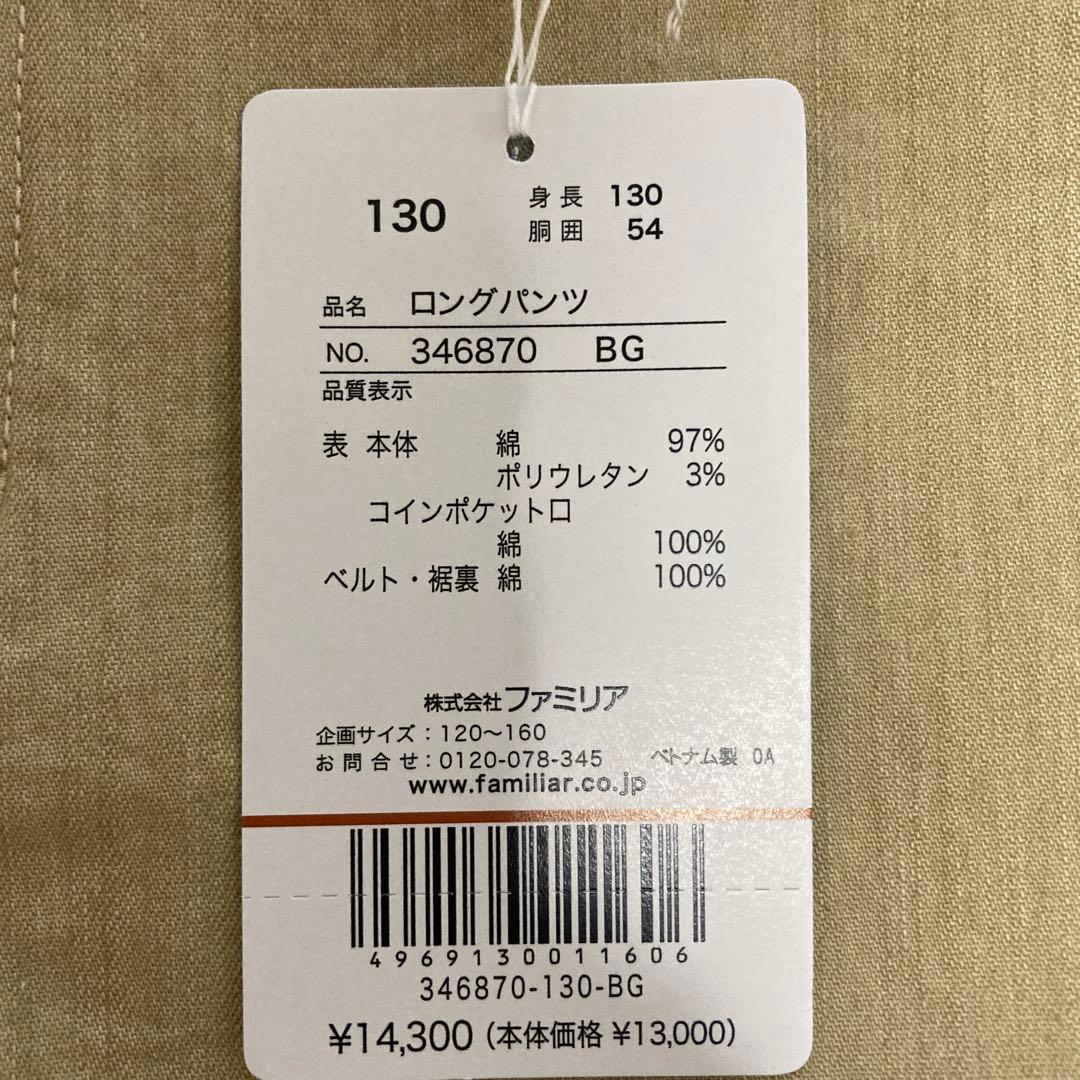 130
身長 130
胴囲 54
品名 ロングパンツ
NO. 346870 BG
品質表示
表 本体 綿 97%
ポリウレタン 3%
コインポケット口
綿 100%
ベルト・裾裏 綿 100%
株式会社ファミリア
企画サイズ：120～160
お問合せ：0120-078-345 ベトナム製 0A
www.familiar.co.jp
4969130011606
346870-130-BG
¥14,300（本体価格 ¥13,000）